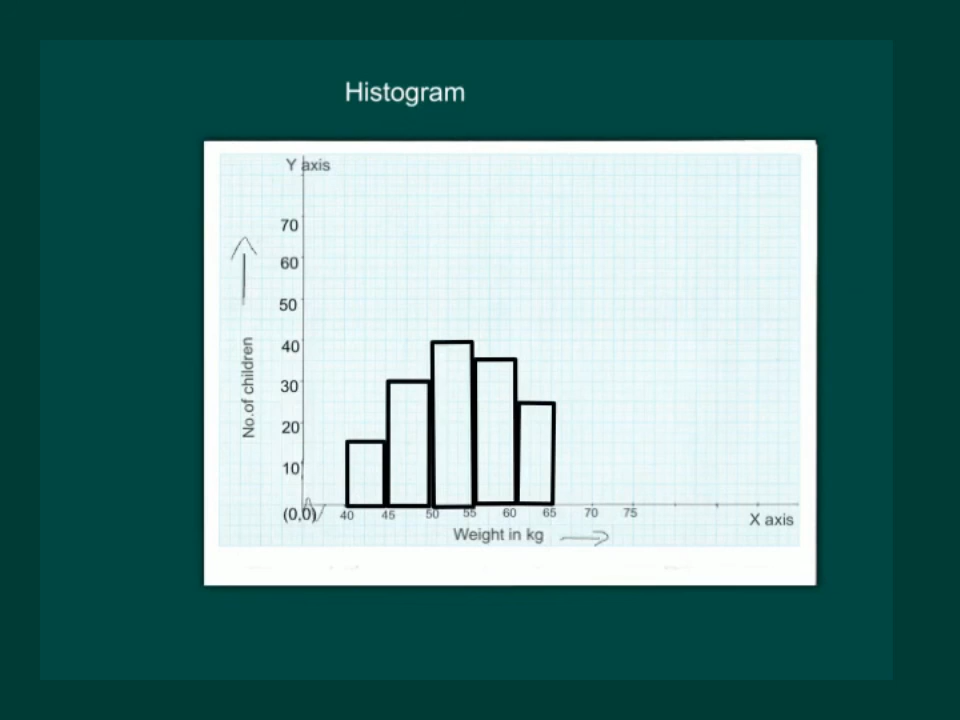 Histogram
Y axis
70
60
50
40
30
20
10
No.of children
(0,0)
40 45 50 55 60 65 70 75
X axis
Weight in kg